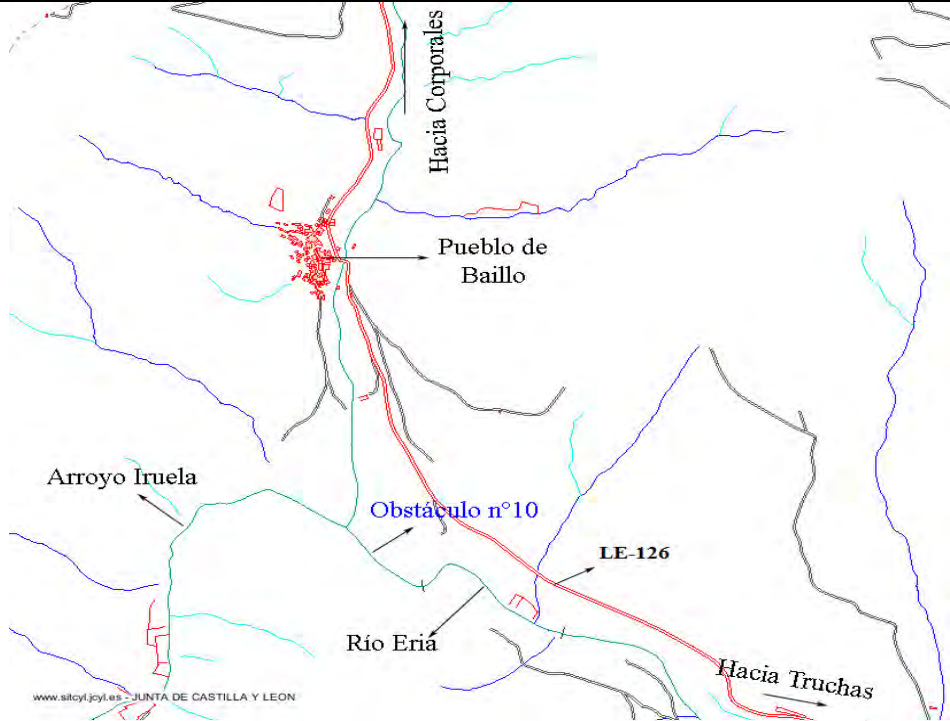 Hacia Corporales
Pueblo de
Baillo
Arroyo Iruela
Obstáculo n°10
LE-126
Río Eria
Hacia Truchas
www.sitcyl.jcyl.es - JUNTA DE CASTILLA Y LEON